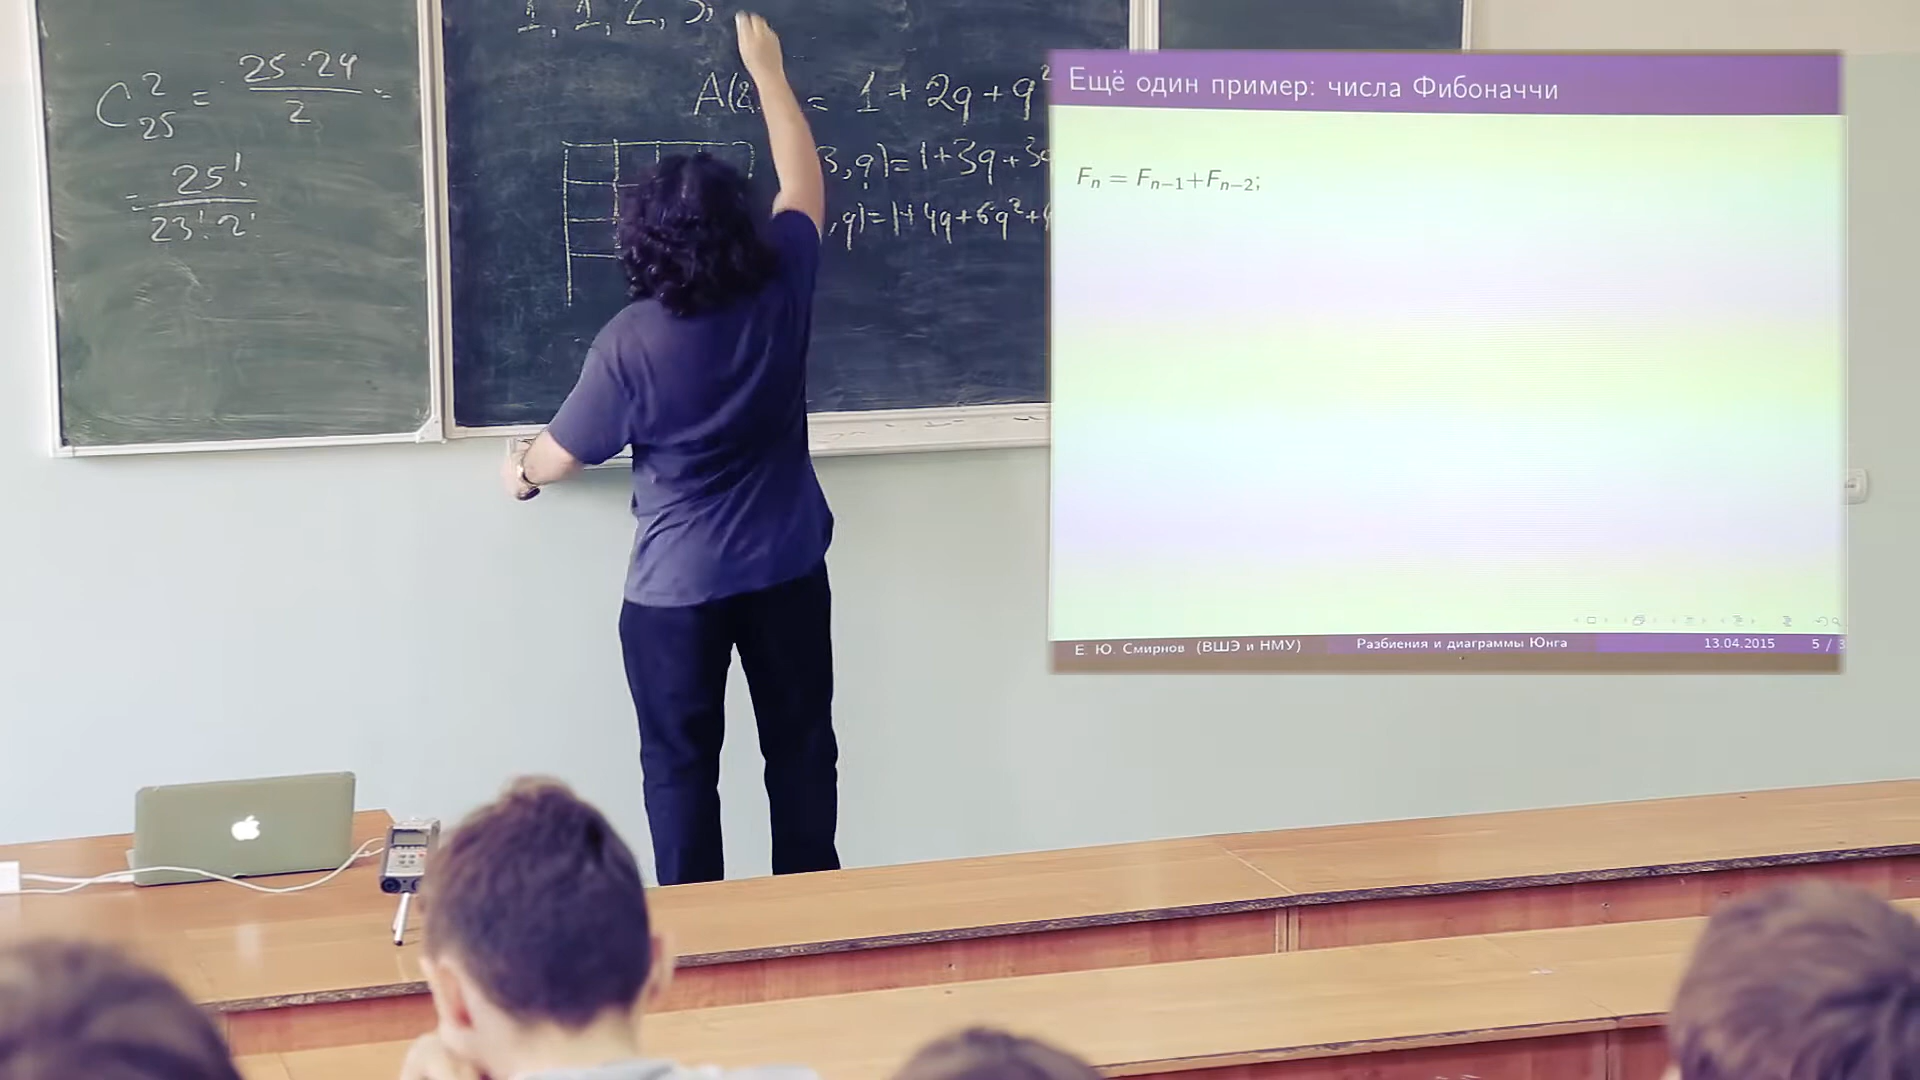 C²₂₅ = 25·24 / 2 =
= 25! / 23! 2!
1, 1, 2, 3,
= 1 + 2q + q²
3, q) = 1 + 3q + 3q
, q) = 1 + 4q + 6q² + 4
Ещё один пример: числа Фибоначчи
Fₙ = Fₙ₋₁+Fₙ₋₂;
Е. Ю. Смирнов (ВШЭ и НМУ) Разбиения и диаграммы Юнга 13.04.2015 5 / 3